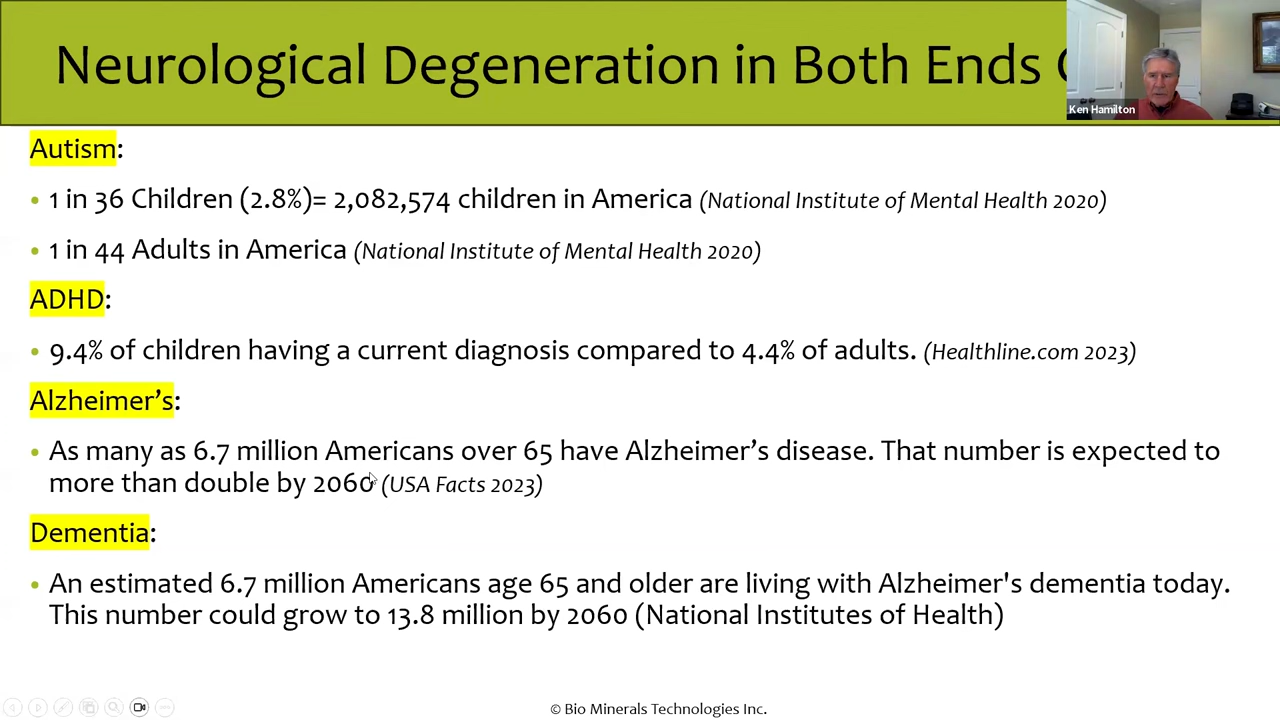 Neurological Degeneration in Both Ends
Ken Hamilton
Autism:
• 1 in 36 Children (2.8%)= 2,082,574 children in America (National Institute of Mental Health 2020)
• 1 in 44 Adults in America (National Institute of Mental Health 2020)
ADHD:
• 9.4% of children having a current diagnosis compared to 4.4% of adults. (Healthline.com 2023)
Alzheimer’s:
• As many as 6.7 million Americans over 65 have Alzheimer’s disease. That number is expected to
more than double by 2060 (USA Facts 2023)
Dementia:
• An estimated 6.7 million Americans age 65 and older are living with Alzheimer's dementia today.
This number could grow to 13.8 million by 2060 (National Institutes of Health)
© Bio Minerals Technologies Inc.